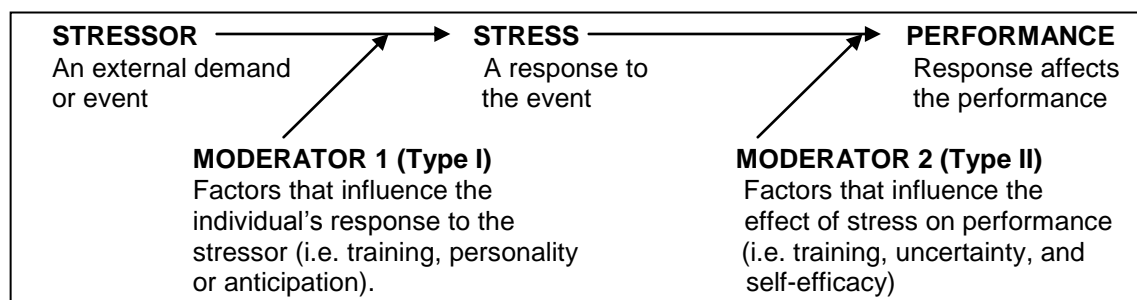 STRESSOR STRESS PERFORMANCE
An external demand or event
A response to the event
Response affects the performance
MODERATOR 1 (Type I)
Factors that influence the
individual's response to the
stressor (i.e. training, personality
or anticipation).
MODERATOR 2 (Type II)
Factors that influence the
effect of stress on performance
(i.e. training, uncertainty, and
self-efficacy)